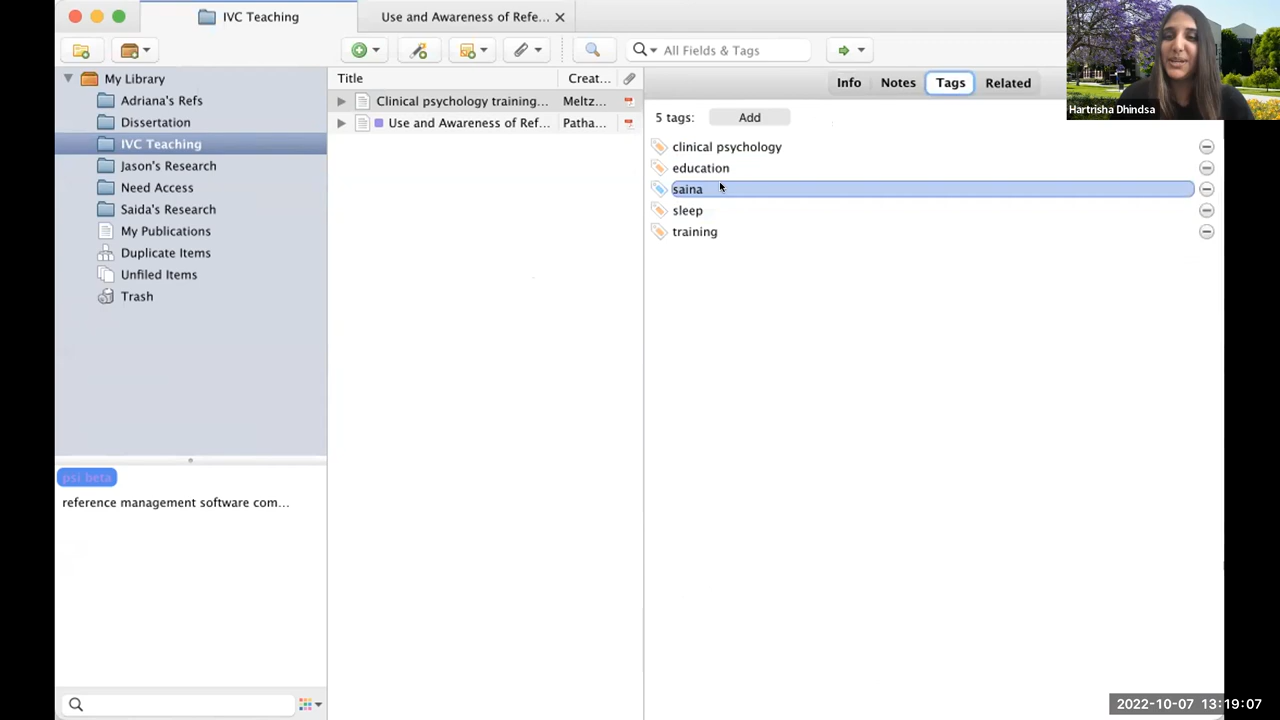 IVC Teaching
Use and Awareness of Refe...
All Fields & Tags
Hartrisha Dhindsa
My Library
Adriana's Refs
Dissertation
IVC Teaching
Jason's Research
Need Access
Saida's Research
My Publications
Duplicate Items
Unfiled Items
Trash
psi beta
reference management software com...
Title Creat...
Clinical psychology training... Meltz...
Use and Awareness of Ref... Patha...
Info Notes Tags Related
5 tags: Add
clinical psychology
education
saina
sleep
training
2022-10-07 13:19:07